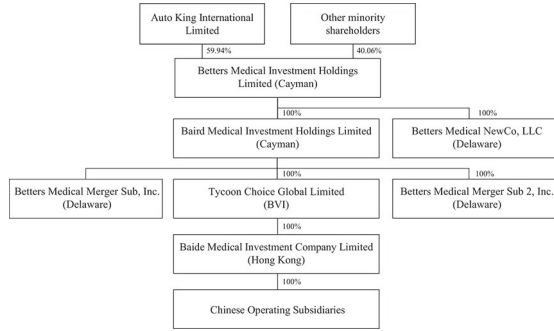 Auto King International
Limited
Other minority
shareholders
59.94%
40.06%
Betters Medical Investment Holdings
Limited (Cayman)
100%
100%
Baird Medical Investment Holdings Limited
(Cayman)
Betters Medical NewCo, LLC
(Delaware)
100%
100%
100%
Betters Medical Merger Sub, Inc.
(Delaware)
Tycoon Choice Global Limited
(BVI)
Betters Medical Merger Sub 2, Inc.
(Delaware)
100%
Baide Medical Investment Company Limited
(Hong Kong)
100%
Chinese Operating Subsidiaries